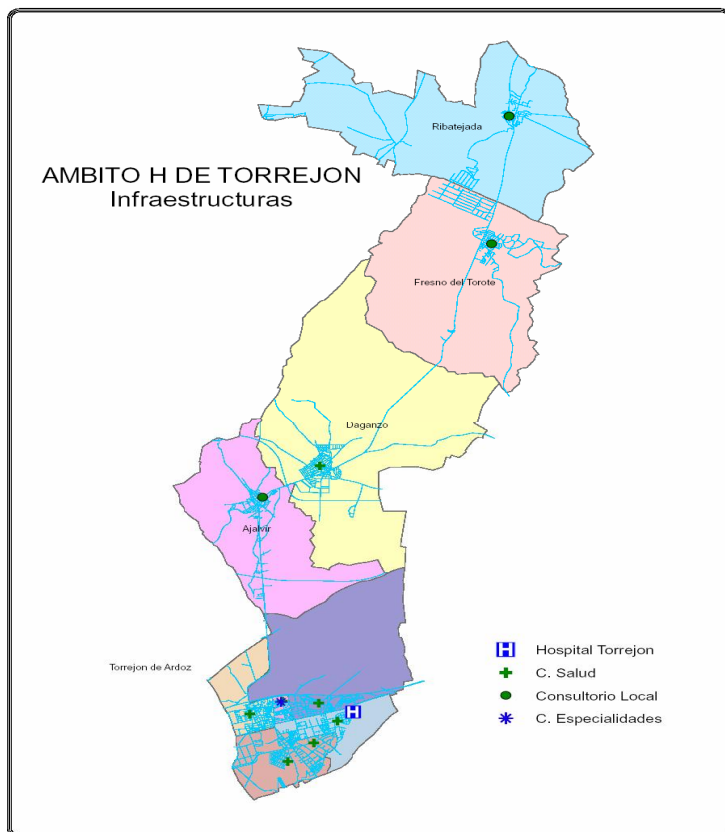 Ribatejada
AMBITO H DE TORREJON
Infraestructuras
Fresno del Torote
Daganzo
Ajalvir
Torrejon de Ardoz
H Hospital Torrejon
C. Salud
Consultorio Local
C. Especialidades
H